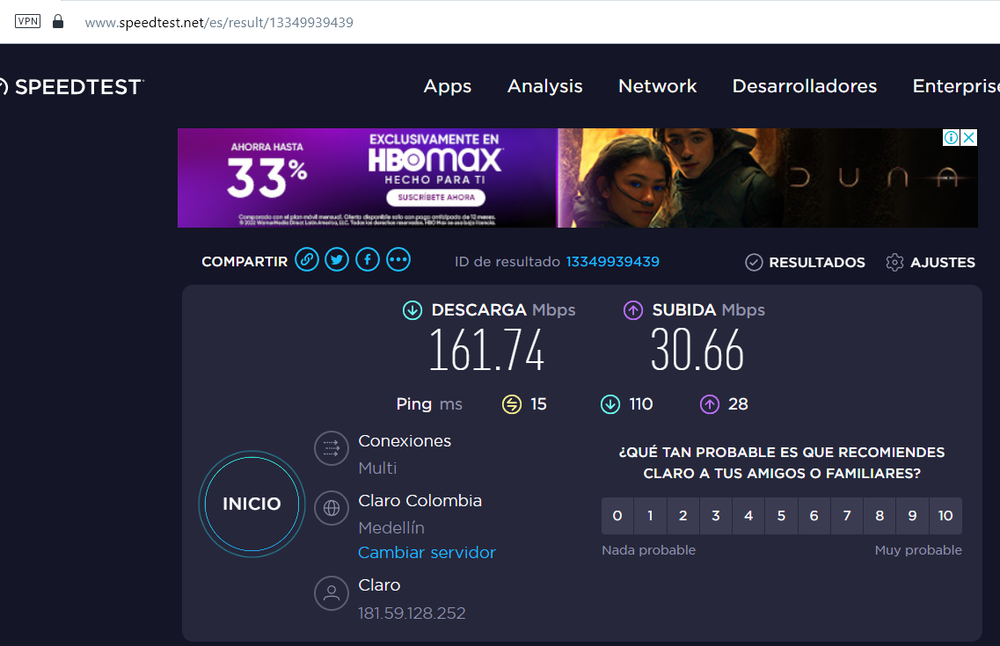 VPN
www.speedtest.net/es/result/13349939439
SPEEDTEST
Apps Analysis Network Desarrolladores Enterprise
AHORRA HASTA
33%
EXCLUSIVAMENTE EN
HBOMAX
HECHO PARA TI
SUSCRÍBETE AHORA
Comparado con el plan móvil mensual. Oferta disponible solo con pago anticipado de 12 meses.
© 2022 WarnerMedia Direct Latin America, LLC. Todos los derechos reservados. HBO Max se usa bajo licencia.
DUNA
COMPARTIR ID de resultado 13349939439 RESULTADOS AJUSTES
DESCARGA Mbps SUBIDA Mbps
161.74 30.66
Ping ms 15 110 28
Conexiones
Multi
INICIO
Claro Colombia
Medellín
Cambiar servidor
Claro
181.59.128.252
¿QUÉ TAN PROBABLE ES QUE RECOMIENDES
CLARO A TUS AMIGOS O FAMILIARES?
0 1 2 3 4 5 6 7 8 9 10
Nada probable Muy probable